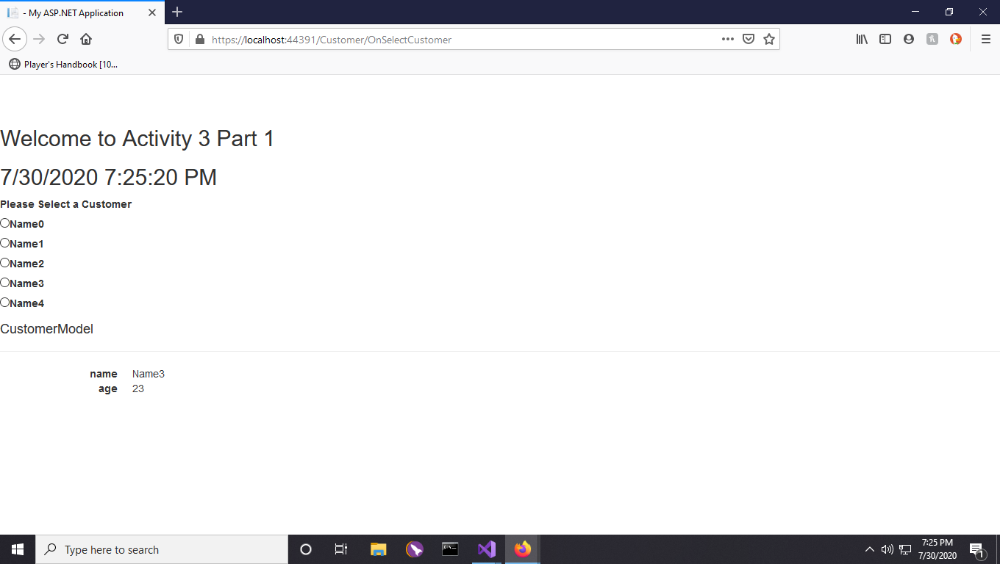 - My ASP.NET Application
https://localhost:44391/Customer/OnSelectCustomer
Player's Handbook [10...
Welcome to Activity 3 Part 1
7/30/2020 7:25:20 PM
Please Select a Customer
Name0
Name1
Name2
Name3
Name4
CustomerModel
name Name3
age 23
Type here to search
7:25 PM
7/30/2020
1